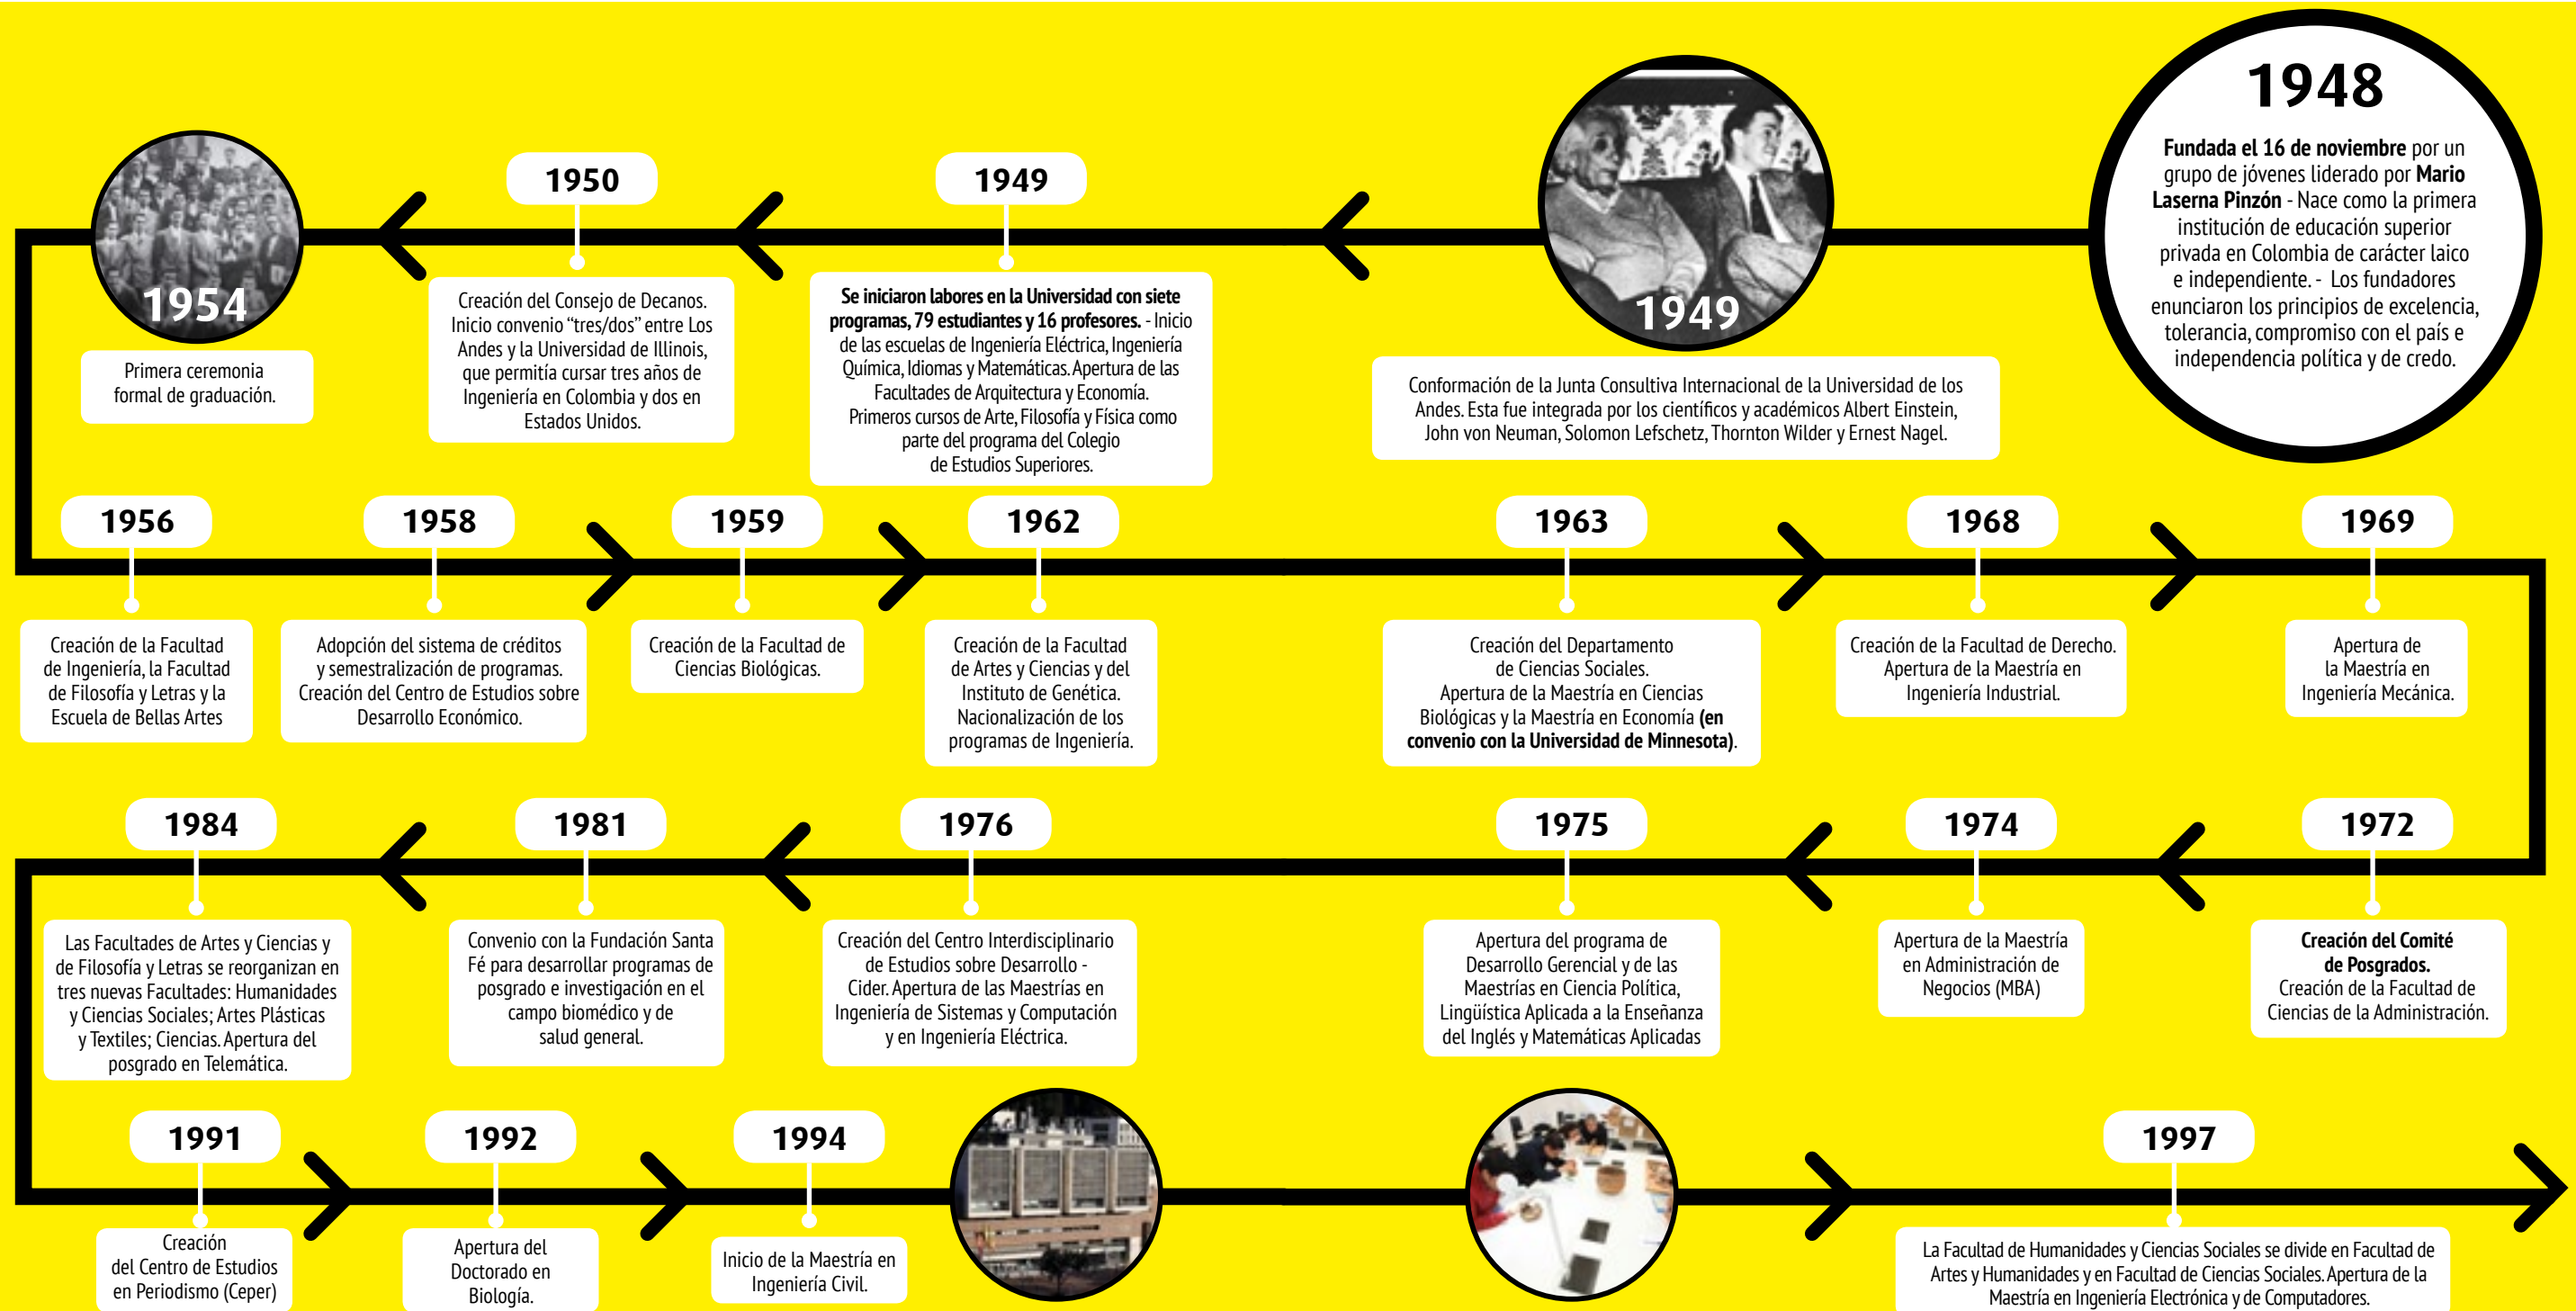 1948
Fundada el 16 de noviembre por un
grupo de jóvenes liderado por Mario
Laserna Pinzón - Nace como la primera
institución de educación superior
privada en Colombia de carácter laico
e independiente. - Los fundadores
enunciaron los principios de excelencia,
tolerancia, compromiso con el país e
independencia política y de credo.
1949
Conformación de la Junta Consultiva Internacional de la Universidad de los
Andes. Esta fue integrada por los científicos y académicos Albert Einstein,
John von Neuman, Solomon Lefschetz, Thornton Wilder y Ernest Nagel.
1949
Se iniciaron labores en la Universidad con siete
programas, 79 estudiantes y 16 profesores. - Inicio
de las escuelas de Ingeniería Eléctrica, Ingeniería
Química, Idiomas y Matemáticas. Apertura de las
Facultades de Arquitectura y Economía.
Primeros cursos de Arte, Filosofía y Física como
parte del programa del Colegio
de Estudios Superiores.
1950
Creación del Consejo de Decanos.
Inicio convenio “tres/dos” entre Los
Andes y la Universidad de Illinois,
que permitía cursar tres años de
Ingeniería en Colombia y dos en
Estados Unidos.
1954
Primera ceremonia
formal de graduación.
1956
Creación de la Facultad
de Ingeniería, la Facultad
de Filosofía y Letras y la
Escuela de Bellas Artes
1958
Adopción del sistema de créditos
y semestralización de programas.
Creación del Centro de Estudios sobre
Desarrollo Económico.
1959
Creación de la Facultad de
Ciencias Biológicas.
1962
Creación de la Facultad
de Artes y Ciencias y del
Instituto de Genética.
Nacionalización de los
programas de Ingeniería.
1963
Creación del Departamento
de Ciencias Sociales.
Apertura de la Maestría en Ciencias
Biológicas y la Maestría en Economía (en
convenio con la Universidad de Minnesota).
1968
Creación de la Facultad de Derecho.
Apertura de la Maestría en
Ingeniería Industrial.
1969
Apertura de
la Maestría en
Ingeniería Mecánica.
1972
Creación del Comité
de Posgrados.
Creación de la Facultad de
Ciencias de la Administración.
1974
Apertura de la Maestría
en Administración de
Negocios (MBA)
1975
Apertura del programa de
Desarrollo Gerencial y de las
Maestrías en Ciencia Política,
Lingüística Aplicada a la Enseñanza
del Inglés y Matemáticas Aplicadas
1976
Creación del Centro Interdisciplinario
de Estudios sobre Desarrollo -
Cider. Apertura de las Maestrías en
Ingeniería de Sistemas y Computación
y en Ingeniería Eléctrica.
1981
Convenio con la Fundación Santa
Fé para desarrollar programas de
posgrado e investigación en el
campo biomédico y de
salud general.
1984
Las Facultades de Artes y Ciencias y
de Filosofía y Letras se reorganizan en
tres nuevas Facultades: Humanidades
y Ciencias Sociales; Artes Plásticas
y Textiles; Ciencias. Apertura del
posgrado en Telemática.
1991
Creación
del Centro de Estudios
en Periodismo (Ceper)
1992
Apertura del
Doctorado en
Biología.
1994
Inicio de la Maestría en
Ingeniería Civil.
1997
La Facultad de Humanidades y Ciencias Sociales se divide en Facultad de
Artes y Humanidades y en Facultad de Ciencias Sociales. Apertura de la
Maestría en Ingeniería Electrónica y de Computadores.